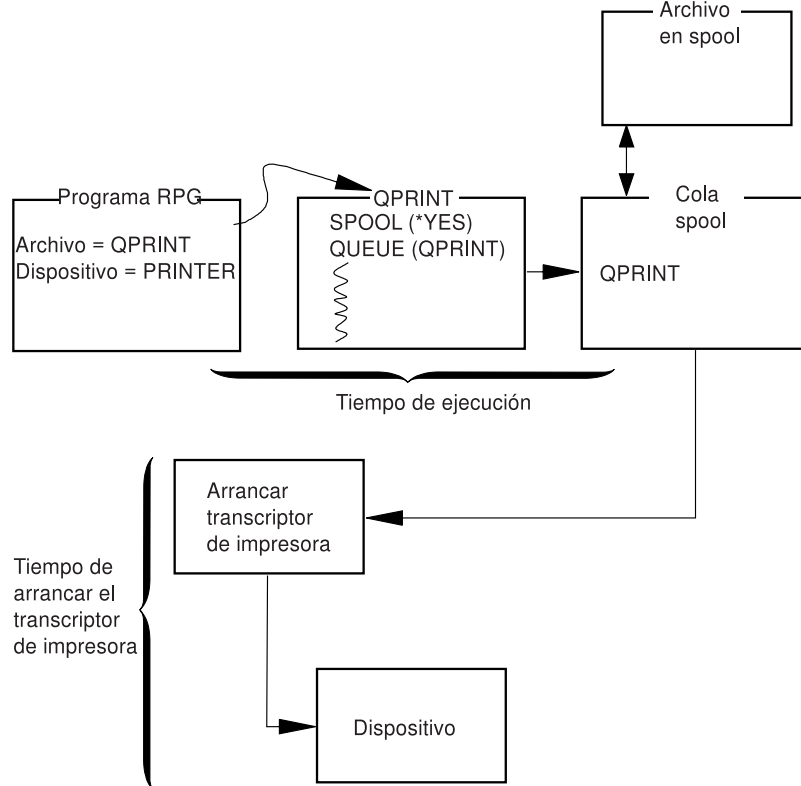 Archivo
en spool
Programa RPG
Archivo = QPRINT
Dispositivo = PRINTER
QPRINT
SPOOL (*YES)
QUEUE (QPRINT)
Cola
spool
QPRINT
Tiempo de ejecución
Arrancar
transcriptor
de impresora
Tiempo de
arrancar el
transcriptor
de impresora
Dispositivo